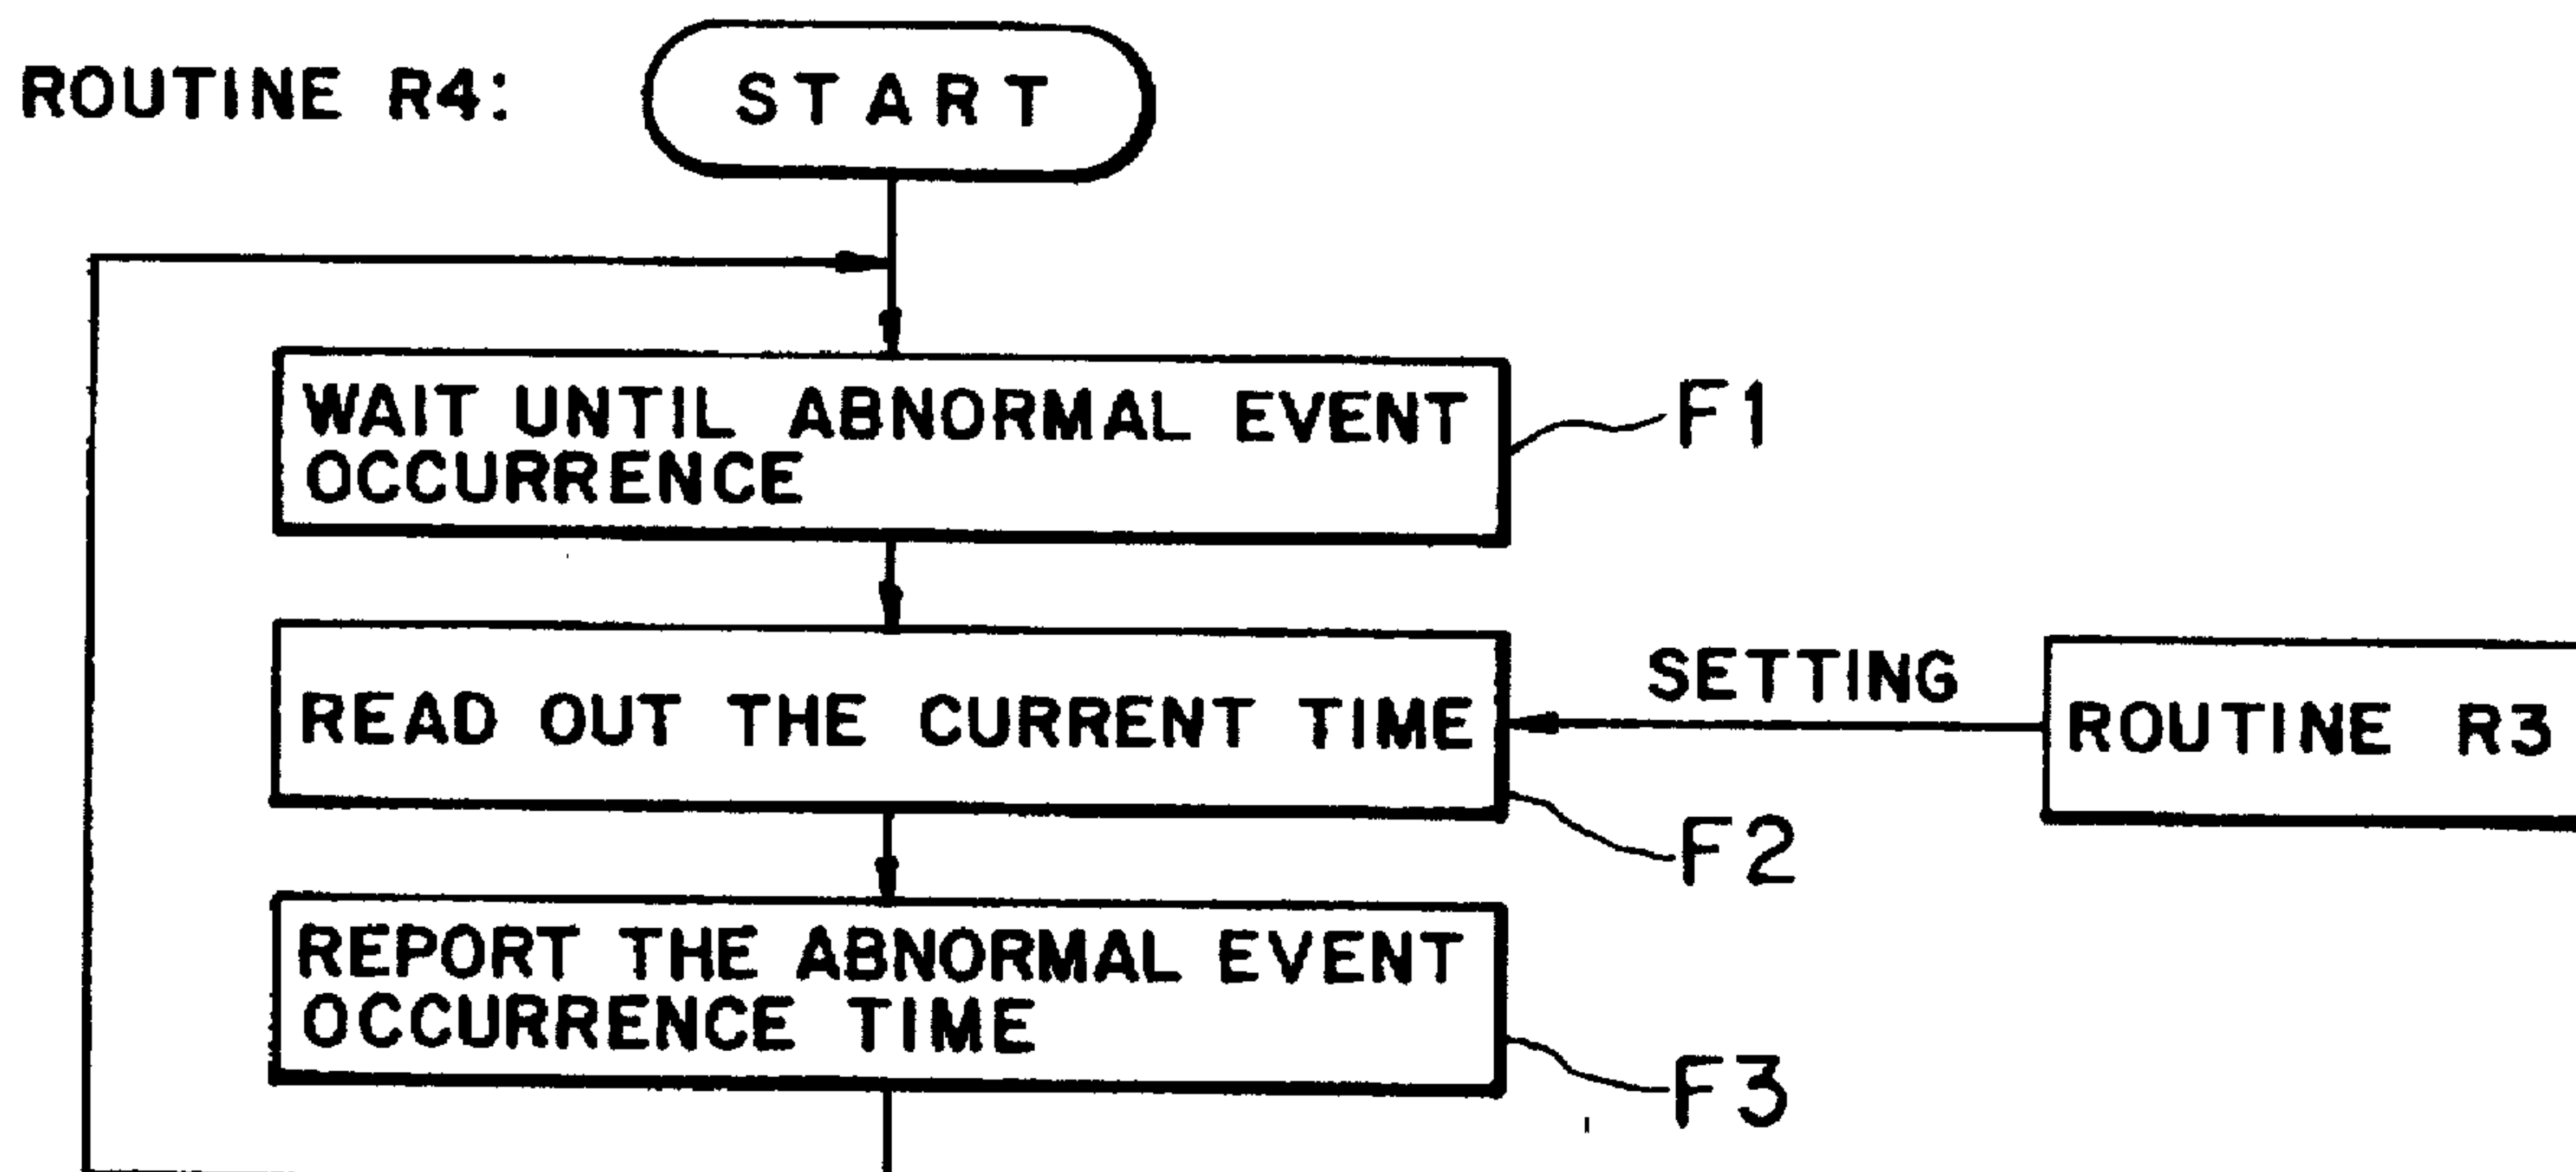 ROUTINE R4:
START
WAIT UNTIL ABNORMAL EVENT
OCCURRENCE
F1
READ OUT THE CURRENT TIME
SETTING
ROUTINE R3
F2
REPORT THE ABNORMAL EVENT
OCCURRENCE TIME
F3